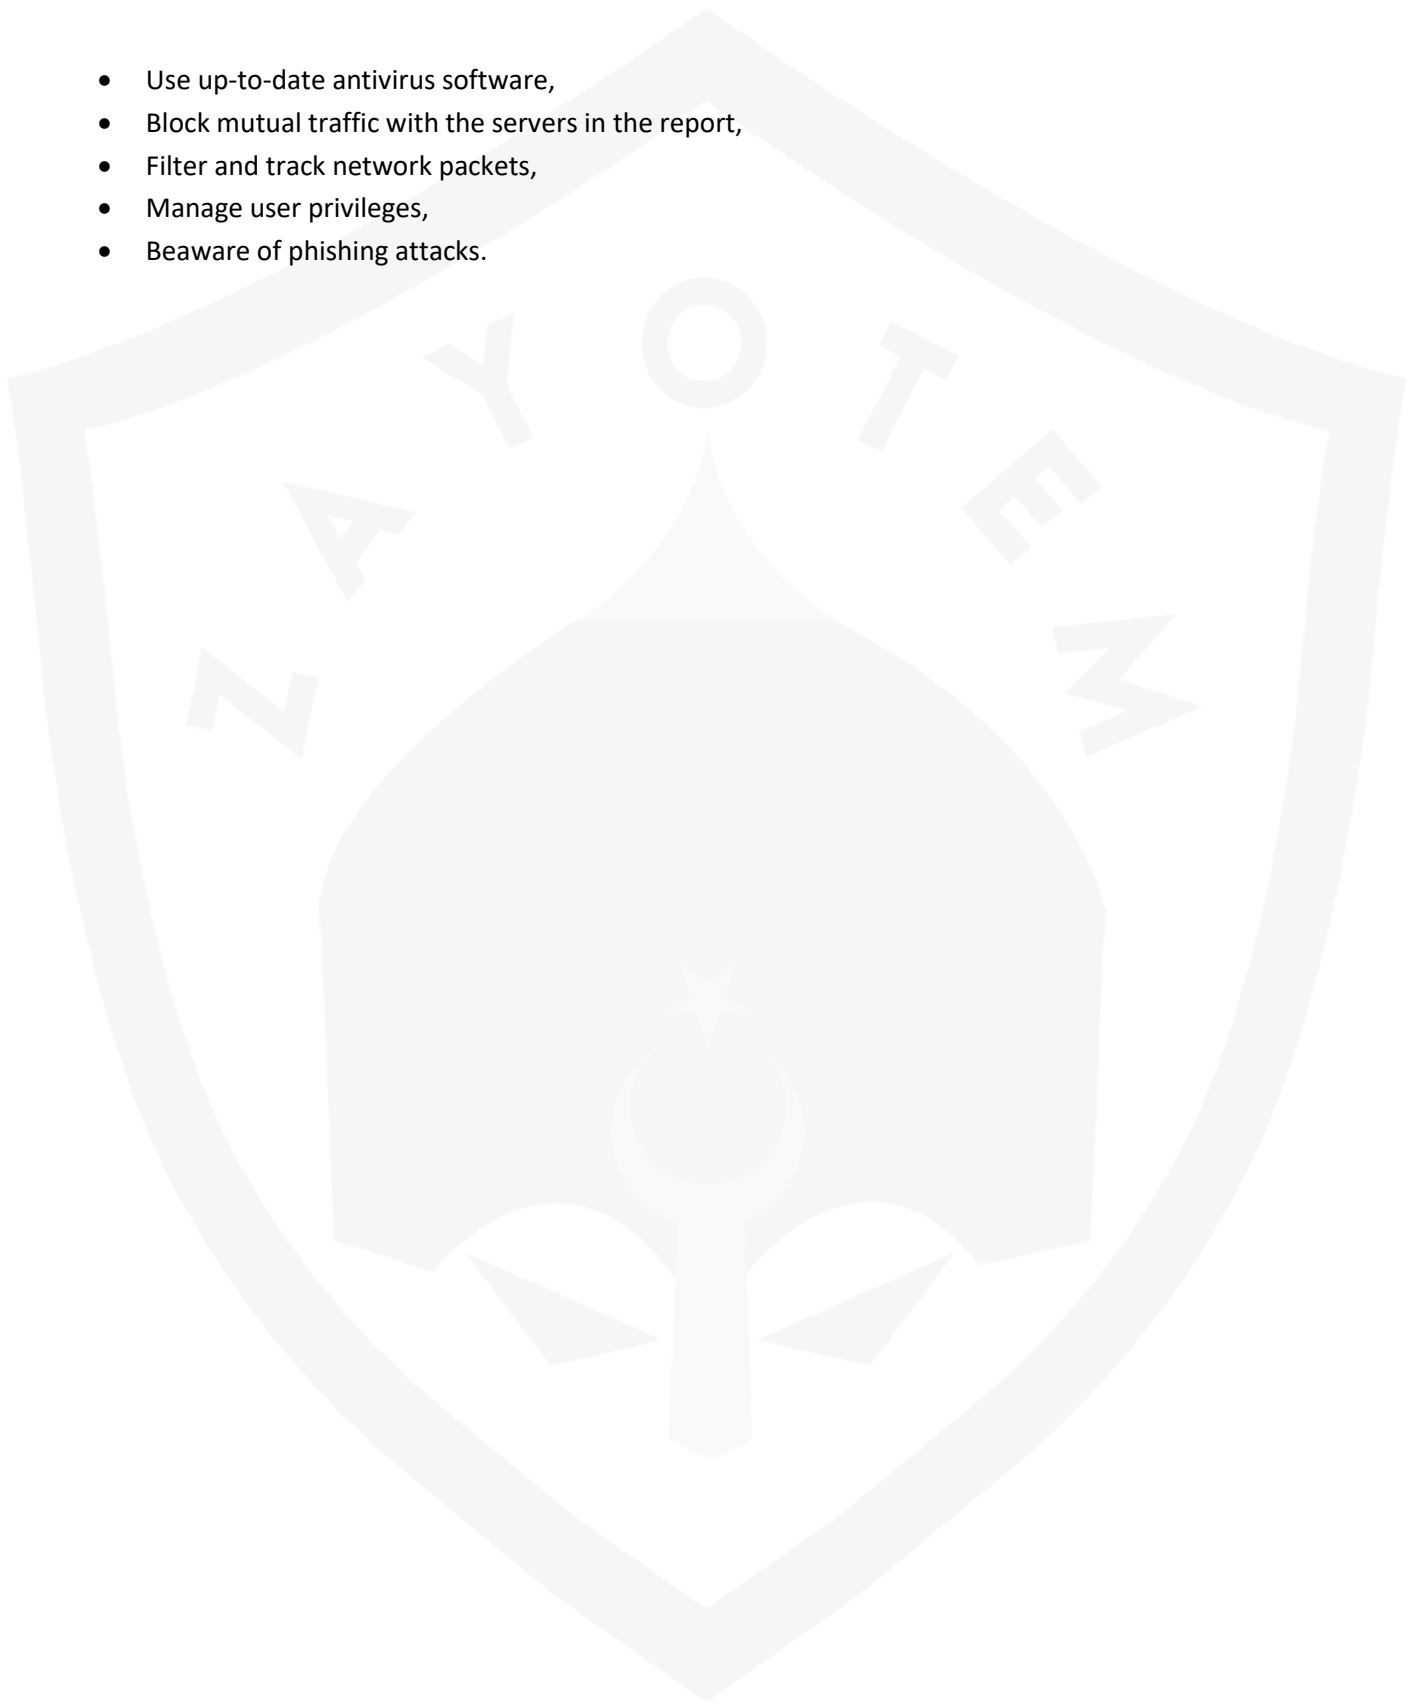 • Use up-to-date antivirus software,
• Block mutual traffic with the servers in the report,
• Filter and track network packets,
• Manage user privileges,
• Beaware of phishing attacks.
ZAYOTEM